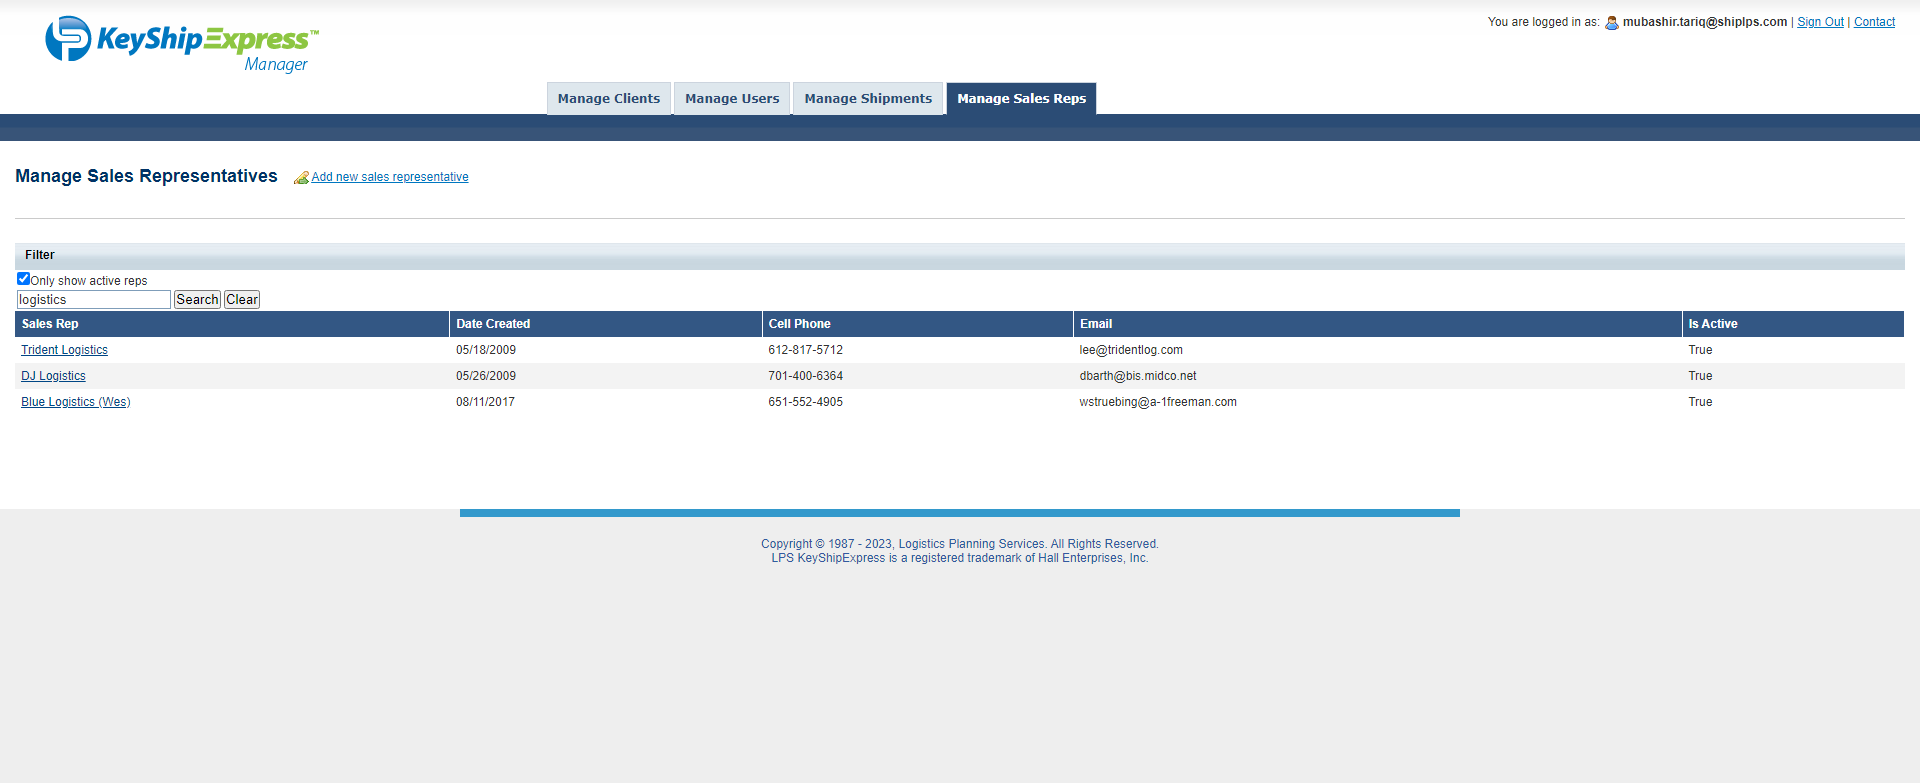 KeyShipExpress™
Manager
You are logged in as: mubashir.tariq@shiplps.com | Sign Out | Contact
Manage Clients Manage Users Manage Shipments Manage Sales Reps
Manage Sales Representatives Add new sales representative
Filter
Only show active reps
logistics Search Clear
Sales Rep Date Created Cell Phone Email Is Active
Trident Logistics 05/18/2009 612-817-5712 lee@tridentlog.com True
DJ Logistics 05/26/2009 701-400-6364 dbarth@bis.midco.net True
Blue Logistics (Wes) 08/11/2017 651-552-4905 wstruebing@a-1freeman.com True
Copyright © 1987 - 2023, Logistics Planning Services. All Rights Reserved.
LPS KeyShipExpress is a registered trademark of Hall Enterprises, Inc.